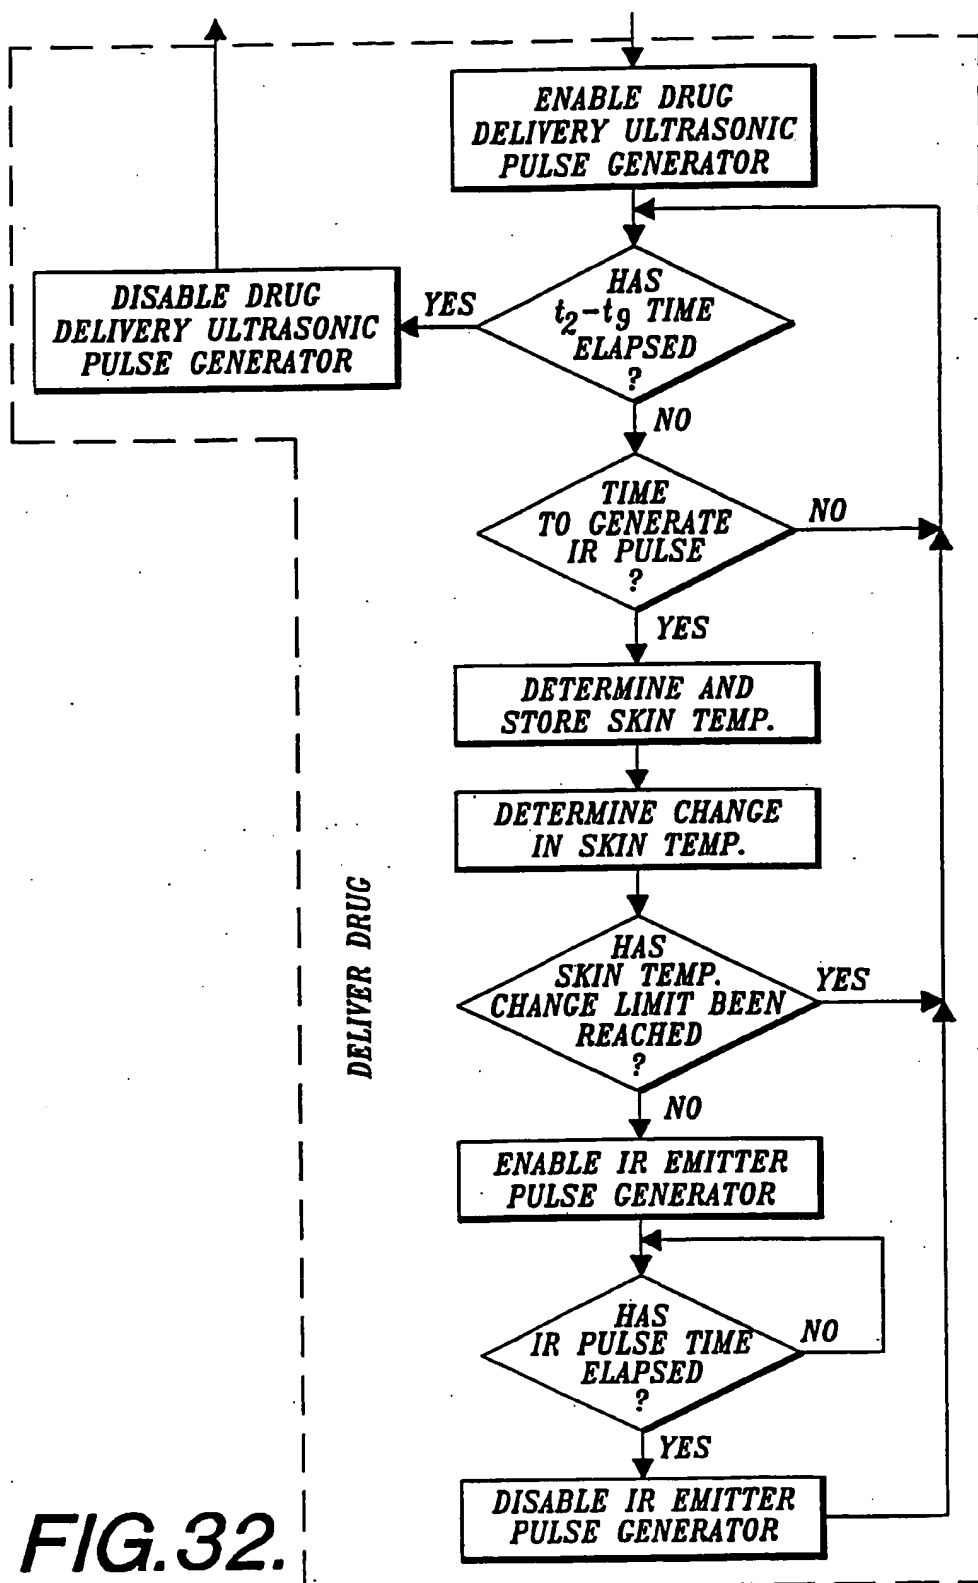 ENABLE DRUG
DELIVERY ULTRASONIC
PULSE GENERATOR
HAS
t₂-t₉ TIME
ELAPSED
?
YES
DISABLE DRUG
DELIVERY ULTRASONIC
PULSE GENERATOR
NO
TIME
TO GENERATE
IR PULSE
?
NO
YES
DETERMINE AND
STORE SKIN TEMP.
DETERMINE CHANGE
IN SKIN TEMP.
DELIVER DRUG
HAS
SKIN TEMP.
CHANGE LIMIT BEEN
REACHED
?
YES
NO
ENABLE IR EMITTER
PULSE GENERATOR
HAS
IR PULSE TIME
ELAPSED
?
NO
YES
DISABLE IR EMITTER
PULSE GENERATOR
FIG.32.